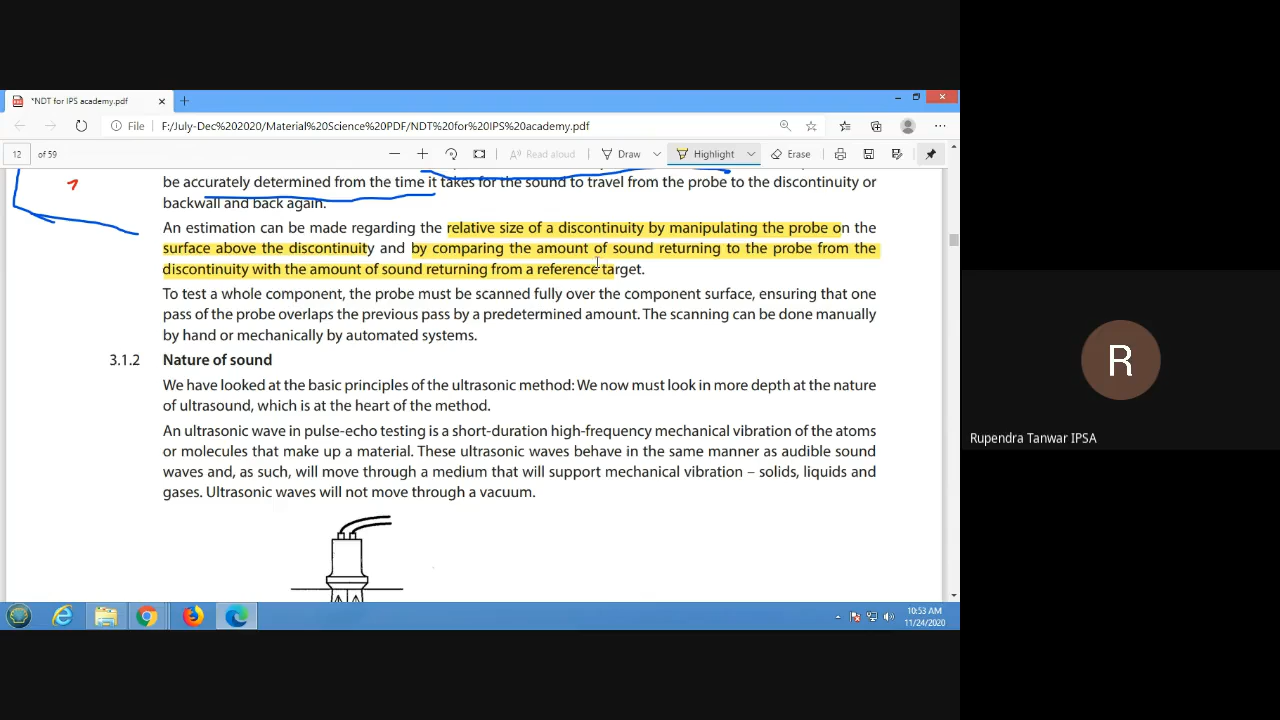 *NDT for IPS academy.pdf
File
F:/July-Dec%202020/Material%20Science%20PDF/NDT%20for%20IPS%20academy.pdf
12 of 59
Read aloud
Draw
Highlight
Erase
be accurately determined from the time it takes for the sound to travel from the probe to the discontinuity or
backwall and back again.
An estimation can be made regarding the relative size of a discontinuity by manipulating the probe on the
surface above the discontinuity and by comparing the amount of sound returning to the probe from the
discontinuity with the amount of sound returning from a reference target.
To test a whole component, the probe must be scanned fully over the component surface, ensuring that one
pass of the probe overlaps the previous pass by a predetermined amount. The scanning can be done manually
by hand or mechanically by automated systems.
3.1.2 Nature of sound
We have looked at the basic principles of the ultrasonic method: We now must look in more depth at the nature
of ultrasound, which is at the heart of the method.
An ultrasonic wave in pulse-echo testing is a short-duration high-frequency mechanical vibration of the atoms
or molecules that make up a material. These ultrasonic waves behave in the same manner as audible sound
waves and, as such, will move through a medium that will support mechanical vibration – solids, liquids and
gases. Ultrasonic waves will not move through a vacuum.
10:53 AM
11/24/2020
R
Rupendra Tanwar IPSA